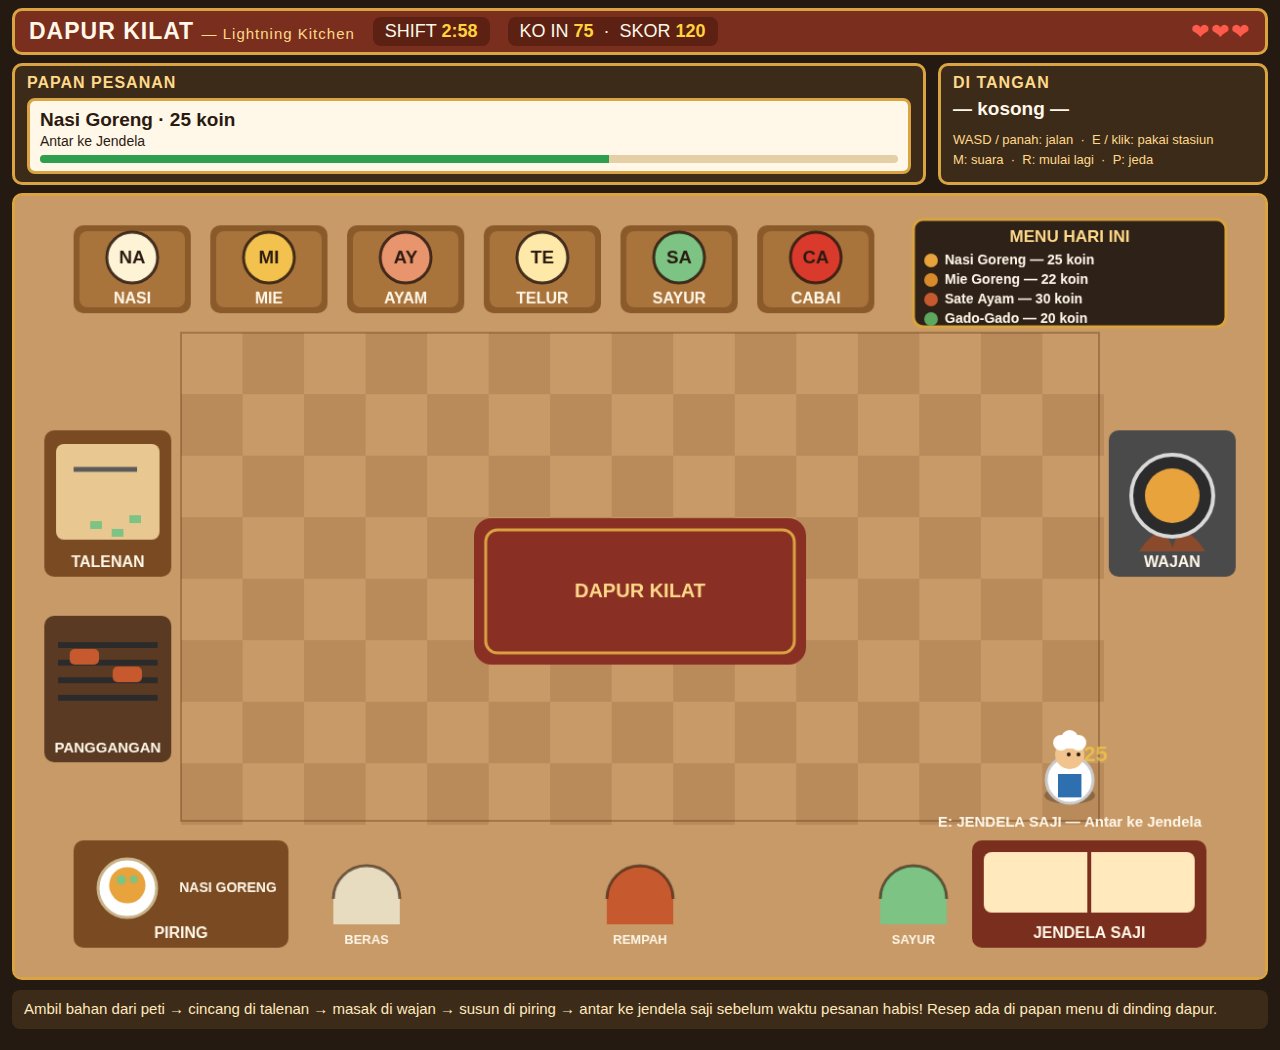 DAPUR KILAT — Lightning Kitchen
SHIFT 2:58
KO IN 75 · SKOR 120
PAPAN PESANAN
Nasi Goreng · 25 koin
Antar ke Jendela
DI TANGAN
— kosong —
WASD / panah: jalan · E / klik: pakai stasiun
M: suara · R: mulai lagi · P: jeda
NA
NASI
MI
MIE
AY
AYAM
TE
TELUR
SA
SAYUR
CA
CABAI
MENU HARI INI
Nasi Goreng — 25 koin
Mie Goreng — 22 koin
Sate Ayam — 30 koin
Gado-Gado — 20 koin
TALENAN
WAJAN
DAPUR KILAT
PANGGANGAN
25
E: JENDELA SAJI — Antar ke Jendela
NASI GORENG
PIRING
BERAS
REMPAH
SAYUR
JENDELA SAJI
Ambil bahan dari peti → cincang di talenan → masak di wajan → susun di piring → antar ke jendela saji sebelum waktu pesanan habis! Resep ada di papan menu di dinding dapur.